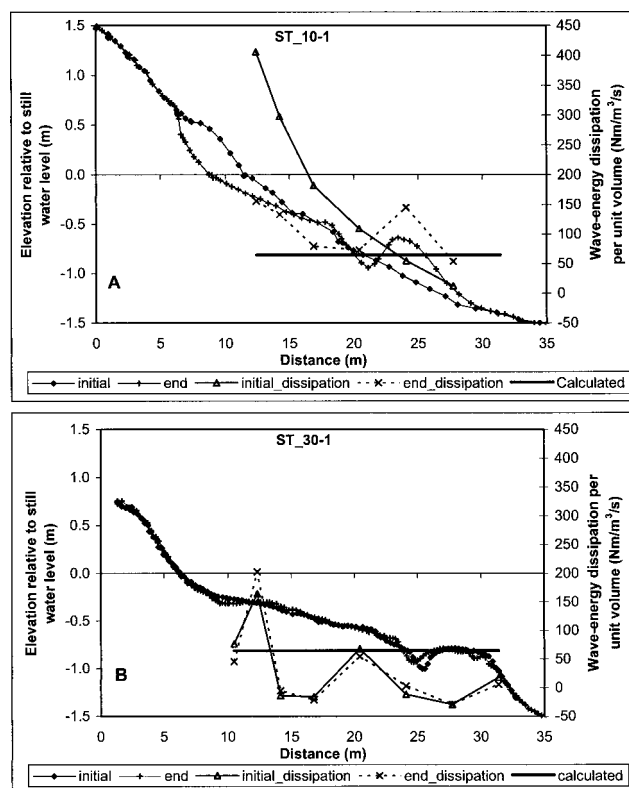 ST_10-1
Elevation relative to still
water level (m)
1.5
1.0
0.5
0.0
-0.5
-1.0
-1.5
A
0
5
10
15
20
25
30
35
Distance (m)
450
400
350
300
250
200
150
100
50
0
-50
Wave-energy dissipation
per unit volume (Nm/m³/s)
initial
end
initial_dissipation
end_dissipation
Calculated
ST_30-1
Elevation relative to still
water level (m)
1.5
1.0
0.5
0.0
-0.5
-1.0
-1.5
B
0
5
10
15
20
25
30
35
Distance (m)
450
400
350
300
250
200
150
100
50
0
-50
Wave-energy dissipation per
unit volume (Nm/m³/s)
initial
end
initial_dissipation
end_dissipation
calculated